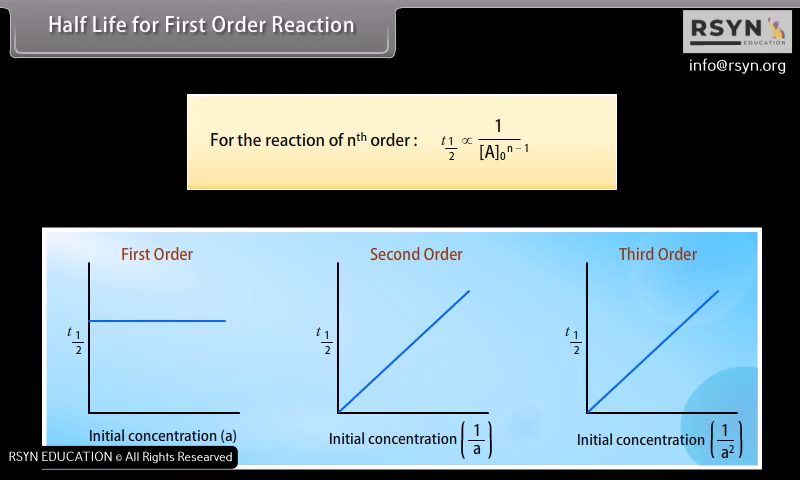 Half Life for First Order Reaction
RSYN
EDUCATION
info@rsyn.org
For the reaction of nth order : t1/2 ∝ 1/[A]₀ⁿ⁻¹
First Order
Second Order
Third Order
t1/2
t1/2
t1/2
Initial concentration (a)
Initial concentration (1/a)
Initial concentration (1/a²)
RSYN EDUCATION © All Rights Researved